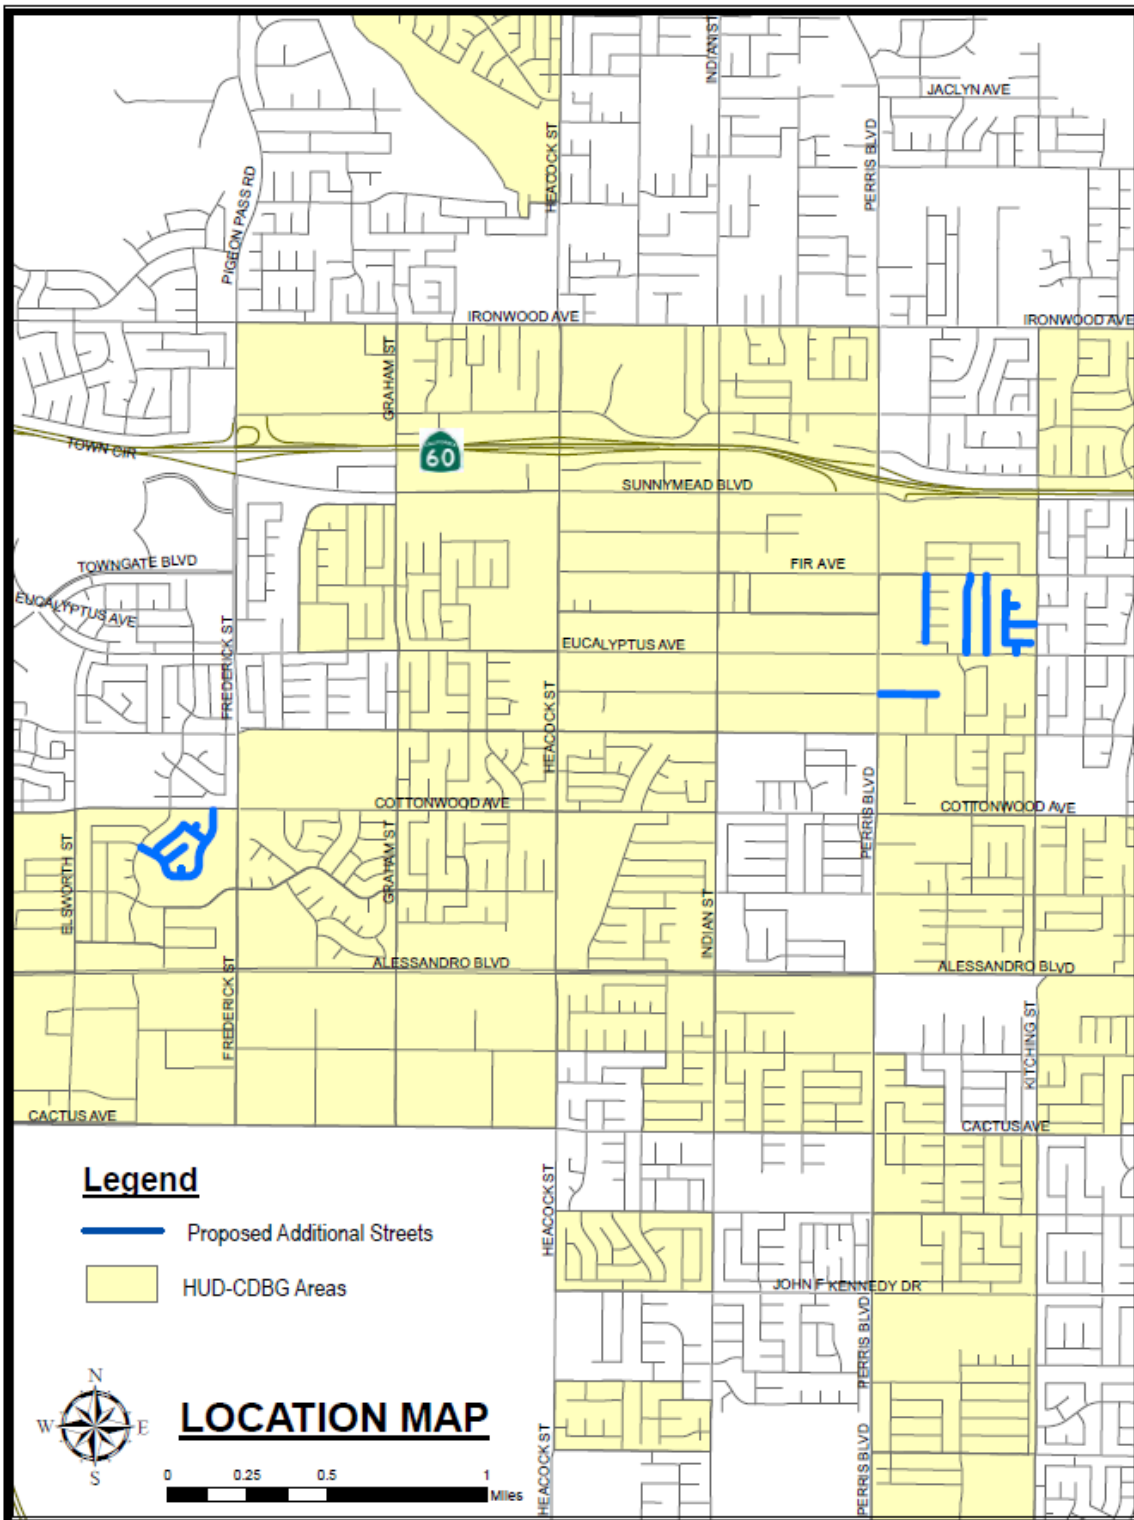 INDIAN ST
JACLYN AVE
HEACOCK ST
PERRIS BLVD
PIGEON PASS RD
IRONWOOD AVE
IRONWOOD AVE
GRAHAM ST
TOWN CIR
CALIFORNIA
60
SUNNYMEAD BLVD
TOWNGATE BLVD
FIR AVE
EUCALYPTUS AVE
EUCALYPTUS AVE
FREDERICK ST
HEACOCK ST
PERRIS BLVD
COTTONWOOD AVE
COTTONWOOD AVE
ELSWORTH ST
GRAHAM ST
INDIAN ST
ALESSANDRO BLVD
ALESSANDRO BLVD
FREDERICK ST
KITCHING ST
CACTUS AVE
CACTUS AVE
Legend
Proposed Additional Streets
HUD-CDBG Areas
HEACOCK ST
JOHN F KENNEDY DR
PERRIS BLVD
N
W E
S
LOCATION MAP
0 0.25 0.5 1
Miles
HEACOCK ST
PERRIS BLVD